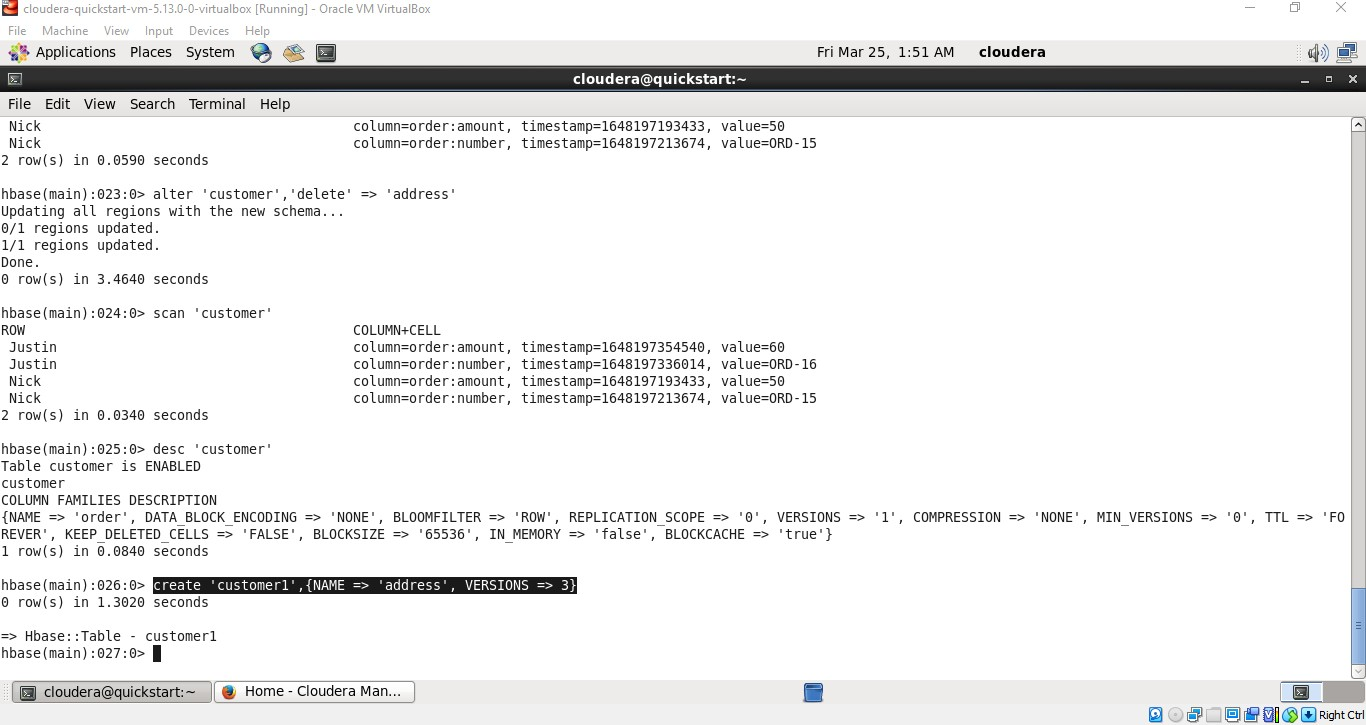 cloudera-quickstart-vm-5.13.0-0-virtualbox [Running] - Oracle VM VirtualBox
File Machine View Input Devices Help
Applications Places System Fri Mar 25, 1:51 AM cloudera
cloudera@quickstart:~
File Edit View Search Terminal Help
Nick column=order:amount, timestamp=1648197193433, value=50
Nick column=order:number, timestamp=1648197213674, value=ORD-15
2 row(s) in 0.0590 seconds
hbase(main):023:0> alter 'customer','delete' => 'address'
Updating all regions with the new schema...
0/1 regions updated.
1/1 regions updated.
Done.
0 row(s) in 3.4640 seconds
hbase(main):024:0> scan 'customer'
ROW COLUMN+CELL
Justin column=order:amount, timestamp=1648197354540, value=60
Justin column=order:number, timestamp=1648197336014, value=ORD-16
Nick column=order:amount, timestamp=1648197193433, value=50
Nick column=order:number, timestamp=1648197213674, value=ORD-15
2 row(s) in 0.0340 seconds
hbase(main):025:0> desc 'customer'
Table customer is ENABLED
customer
COLUMN FAMILIES DESCRIPTION
{NAME => 'order', DATA_BLOCK_ENCODING => 'NONE', BLOOMFILTER => 'ROW', REPLICATION_SCOPE => '0', VERSIONS => '1', COMPRESSION => 'NONE', MIN_VERSIONS => '0', TTL => 'FO
REVER', KEEP_DELETED_CELLS => 'FALSE', BLOCKSIZE => '65536', IN_MEMORY => 'false', BLOCKCACHE => 'true'}
1 row(s) in 0.0840 seconds
hbase(main):026:0> create 'customer1',{NAME => 'address', VERSIONS => 3}
0 row(s) in 1.3020 seconds
=> Hbase::Table - customer1
hbase(main):027:0>
cloudera@quickstart:~ Home - Cloudera Man...
Right Ctrl